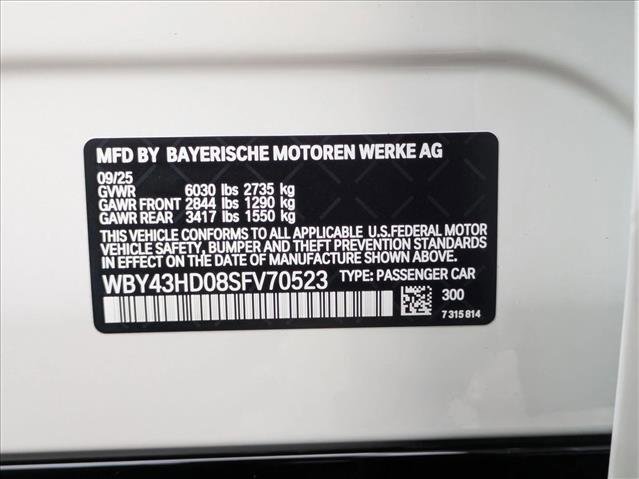 MFD BY BAYERISCHE MOTOREN WERKE AG
09/25
GVWR 6030 lbs 2735 kg
GAWR FRONT 2844 lbs 1290 kg
GAWR REAR 3417 lbs 1550 kg
THIS VEHICLE CONFORMS TO ALL APPLICABLE U.S.FEDERAL MOTOR
VEHICLE SAFETY, BUMPER AND THEFT PREVENTION STANDARDS
IN EFFECT ON THE DATE OF MANUFACTURE SHOWN ABOVE.
WBY43HD08SFV70523 TYPE: PASSENGER CAR
300
7 315 814